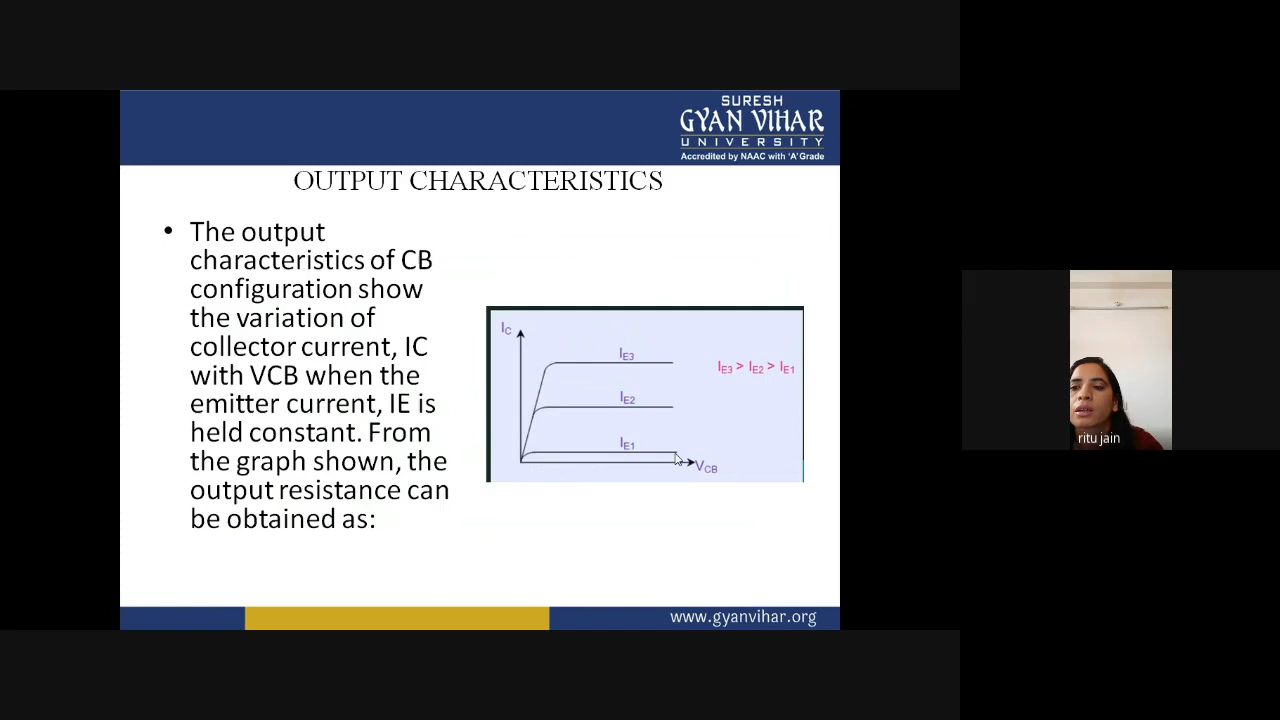 SURESH
GYAN VIHAR
UNIVERSITY
Accredited by NAAC with 'A' Grade
OUTPUT CHARACTERISTICS
• The output
characteristics of CB
configuration show
the variation of
collector current, IC
with VCB when the
emitter current, IE is
held constant. From
the graph shown, the
output resistance can
be obtained as:
IC
IE3
IE3 > IE2 > IE1
IE2
IE1
VCB
www.gyanvihar.org
ritu jain